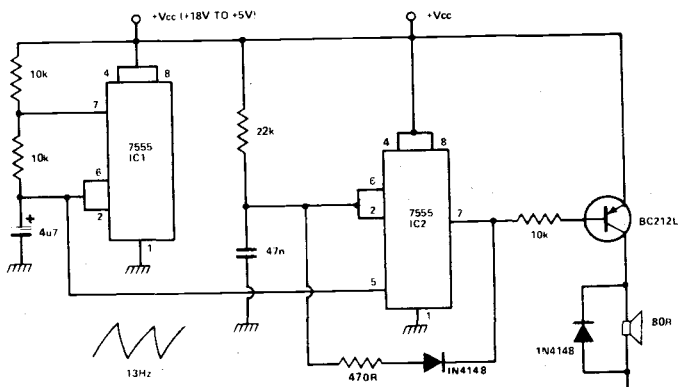 +Vcc (+18V TO +5V)
+Vcc
4
8
10k
7
7555
IC1
10k
6
2
4u7
+
1
13Hz
22k
47n
4
8
6
2
7555
IC2
7
5
1
10k
BC212L
470R
1N4148
1N4148
80R